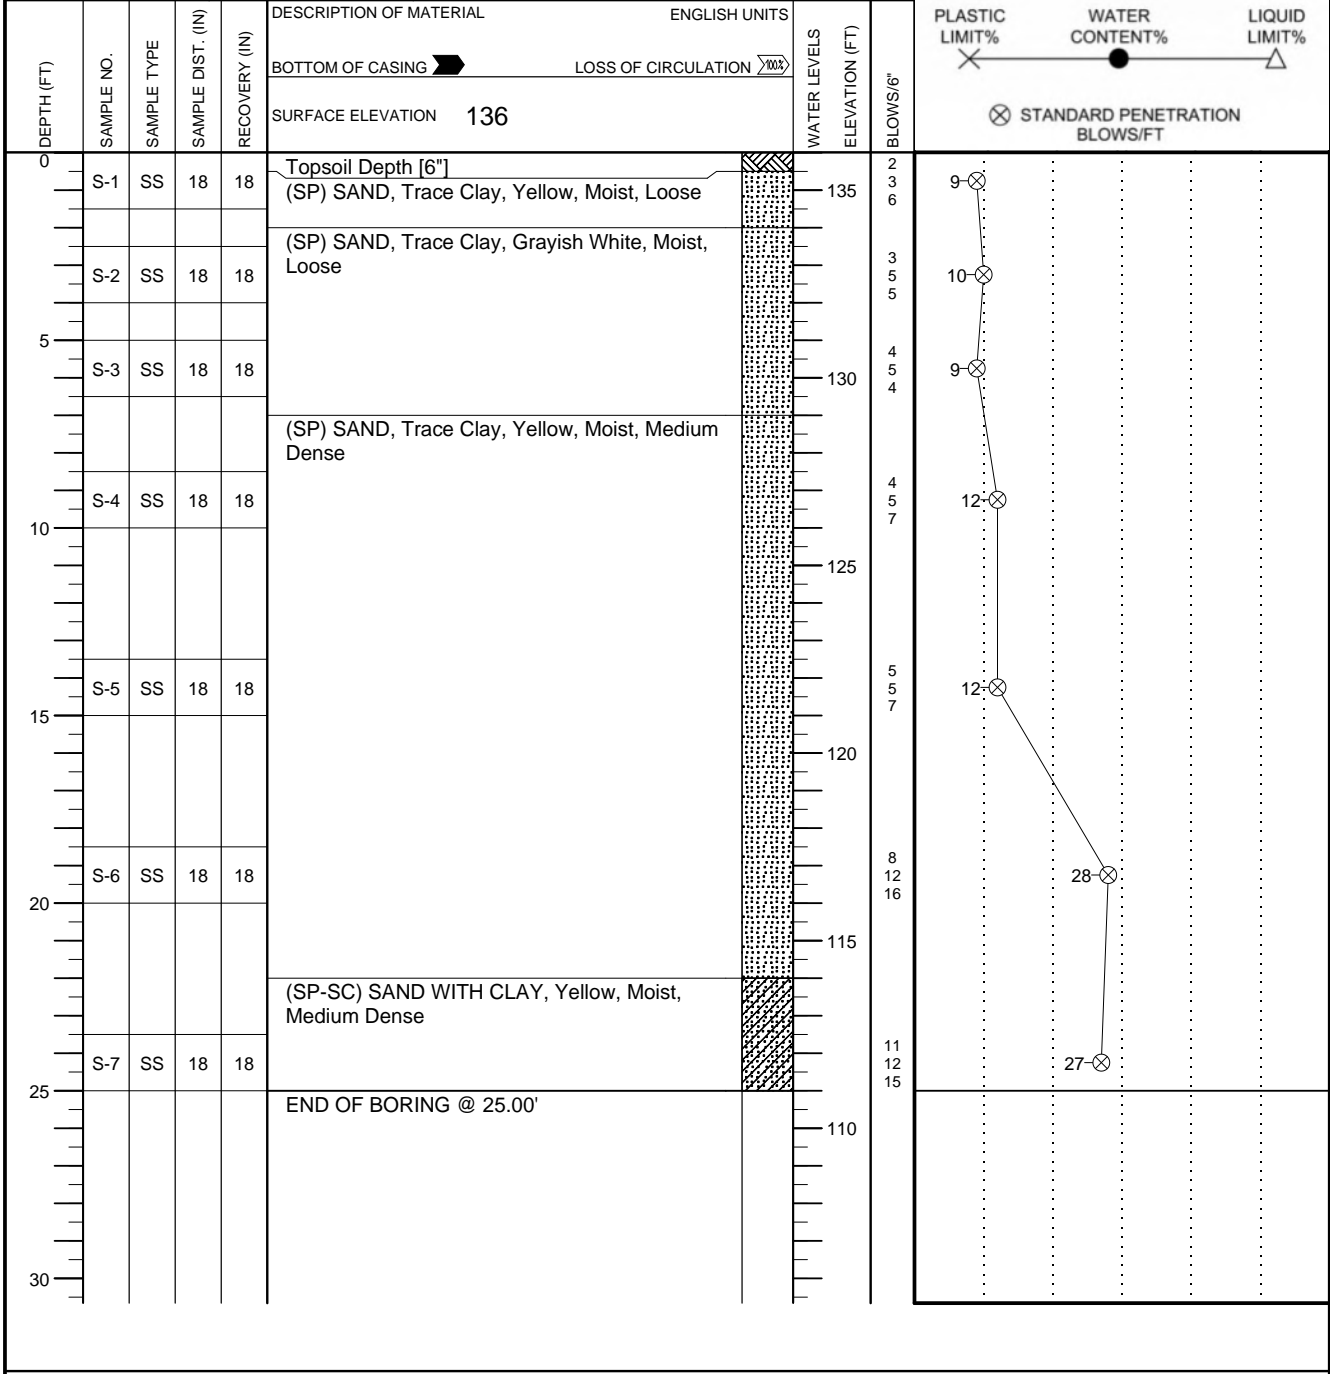 DEPTH (FT)
SAMPLE NO.
SAMPLE TYPE
SAMPLE DIST. (IN)
RECOVERY (IN)
DESCRIPTION OF MATERIAL ENGLISH UNITS
BOTTOM OF CASING LOSS OF CIRCULATION 100%
SURFACE ELEVATION 136
WATER LEVELS
ELEVATION (FT)
BLOWS/6"
PLASTIC LIMIT%
WATER CONTENT%
LIQUID LIMIT%
STANDARD PENETRATION
BLOWS/FT
0
S-1 SS 18 18
Topsoil Depth [6"]
(SP) SAND, Trace Clay, Yellow, Moist, Loose
135
2
3
6
9
(SP) SAND, Trace Clay, Grayish White, Moist,
Loose
S-2 SS 18 18
3
5
5
10
5
S-3 SS 18 18
130
4
5
4
9
(SP) SAND, Trace Clay, Yellow, Moist, Medium
Dense
S-4 SS 18 18
4
5
7
12
10
125
S-5 SS 18 18
5
5
7
12
15
120
S-6 SS 18 18
8
12
16
28
20
115
(SP-SC) SAND WITH CLAY, Yellow, Moist,
Medium Dense
S-7 SS 18 18
11
12
15
27
25
END OF BORING @ 25.00'
110
30